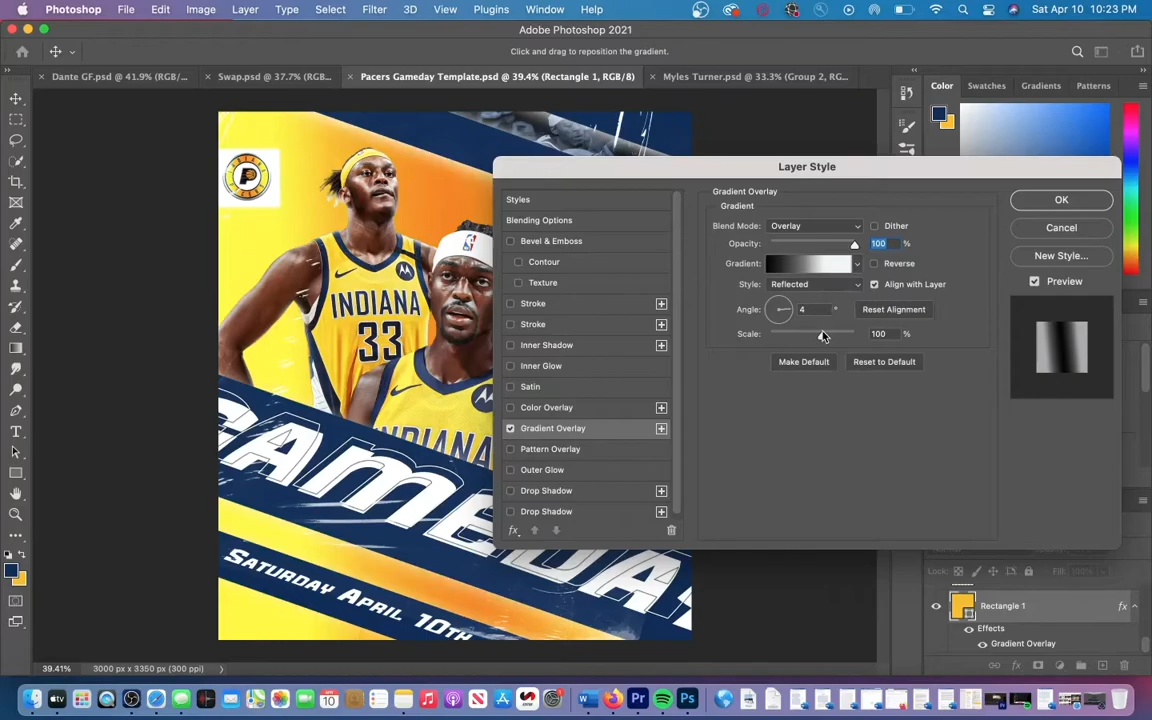 Photoshop File Edit Image Layer Type Select Filter 3D View Plugins Window Help Sat Apr 10 10:23 PM
Adobe Photoshop 2021
Click and drag to reposition the gradient.
Dante GF.psd @ 41.9% (RGB/... Swap.psd @ 37.7% (RGB... Pacers Gameday Template.psd @ 39.4% (Rectangle 1, RGB/8) Myles Turner.psd @ 33.3% (Group 2, RG...
Color Swatches Gradients Patterns
Layer Style
Styles
Blending Options
Bevel & Emboss
Contour
Texture
Stroke
Stroke
Inner Shadow
Inner Glow
Satin
Color Overlay
Gradient Overlay
Pattern Overlay
Outer Glow
Drop Shadow
Drop Shadow
fx
Gradient Overlay
Gradient
Blend Mode: Overlay Dither
Opacity: 100 %
Gradient: Reverse
Style: Reflected Align with Layer
Angle: 4 ° Reset Alignment
Scale: 100 %
Make Default Reset to Default
OK
Cancel
New Style...
Preview
INDIANA
33
INDIANA
GAMEDA
SATURDAY APRIL 10TH
Lock: Fill: 100%
Rectangle 1 fx
Effects
Gradient Overlay
39.41% 3000 px x 3350 px (300 ppi)